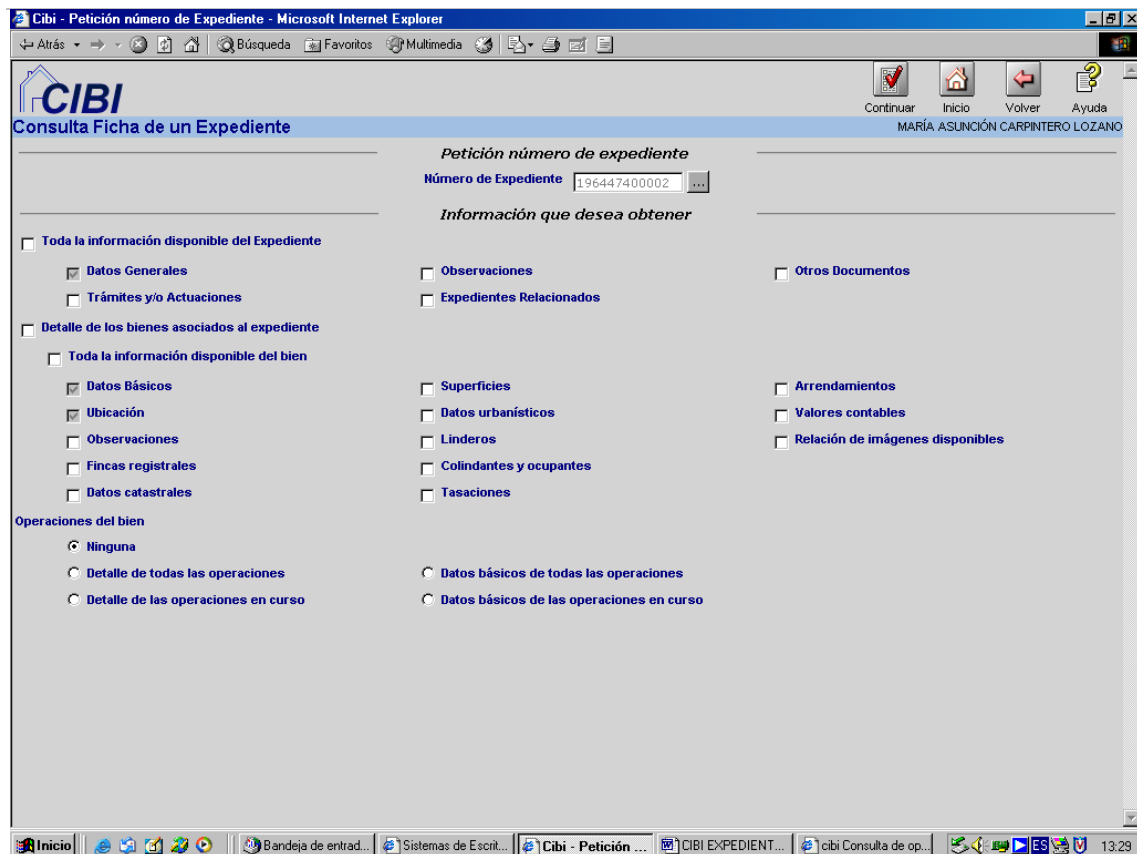 Cibi - Petición número de Expediente - Microsoft Internet Explorer
Atrás Búsqueda Favoritos Multimedia
CIBI
Continuar Inicio Volver Ayuda
Consulta Ficha de un Expediente MARÍA ASUNCIÓN CARPINTERO LOZANO
Petición número de expediente
Número de Expediente 196447400002 ...
Información que desea obtener
Toda la información disponible del Expediente
Datos Generales Observaciones Otros Documentos
Trámites y/o Actuaciones Expedientes Relacionados
Detalle de los bienes asociados al expediente
Toda la información disponible del bien
Datos Básicos Superficies Arrendamientos
Ubicación Datos urbanísticos Valores contables
Observaciones Linderos Relación de imágenes disponibles
Fincas registrales Colindantes y ocupantes
Datos catastrales Tasaciones
Operaciones del bien
Ninguna
Detalle de todas las operaciones Datos básicos de todas las operaciones
Detalle de las operaciones en curso Datos básicos de las operaciones en curso
Inicio Bandeja de entrad... Sistemas de Escrit... Cibi - Petición ... CIBI EXPEDIENT... cibi Consulta de op... ES 13:29